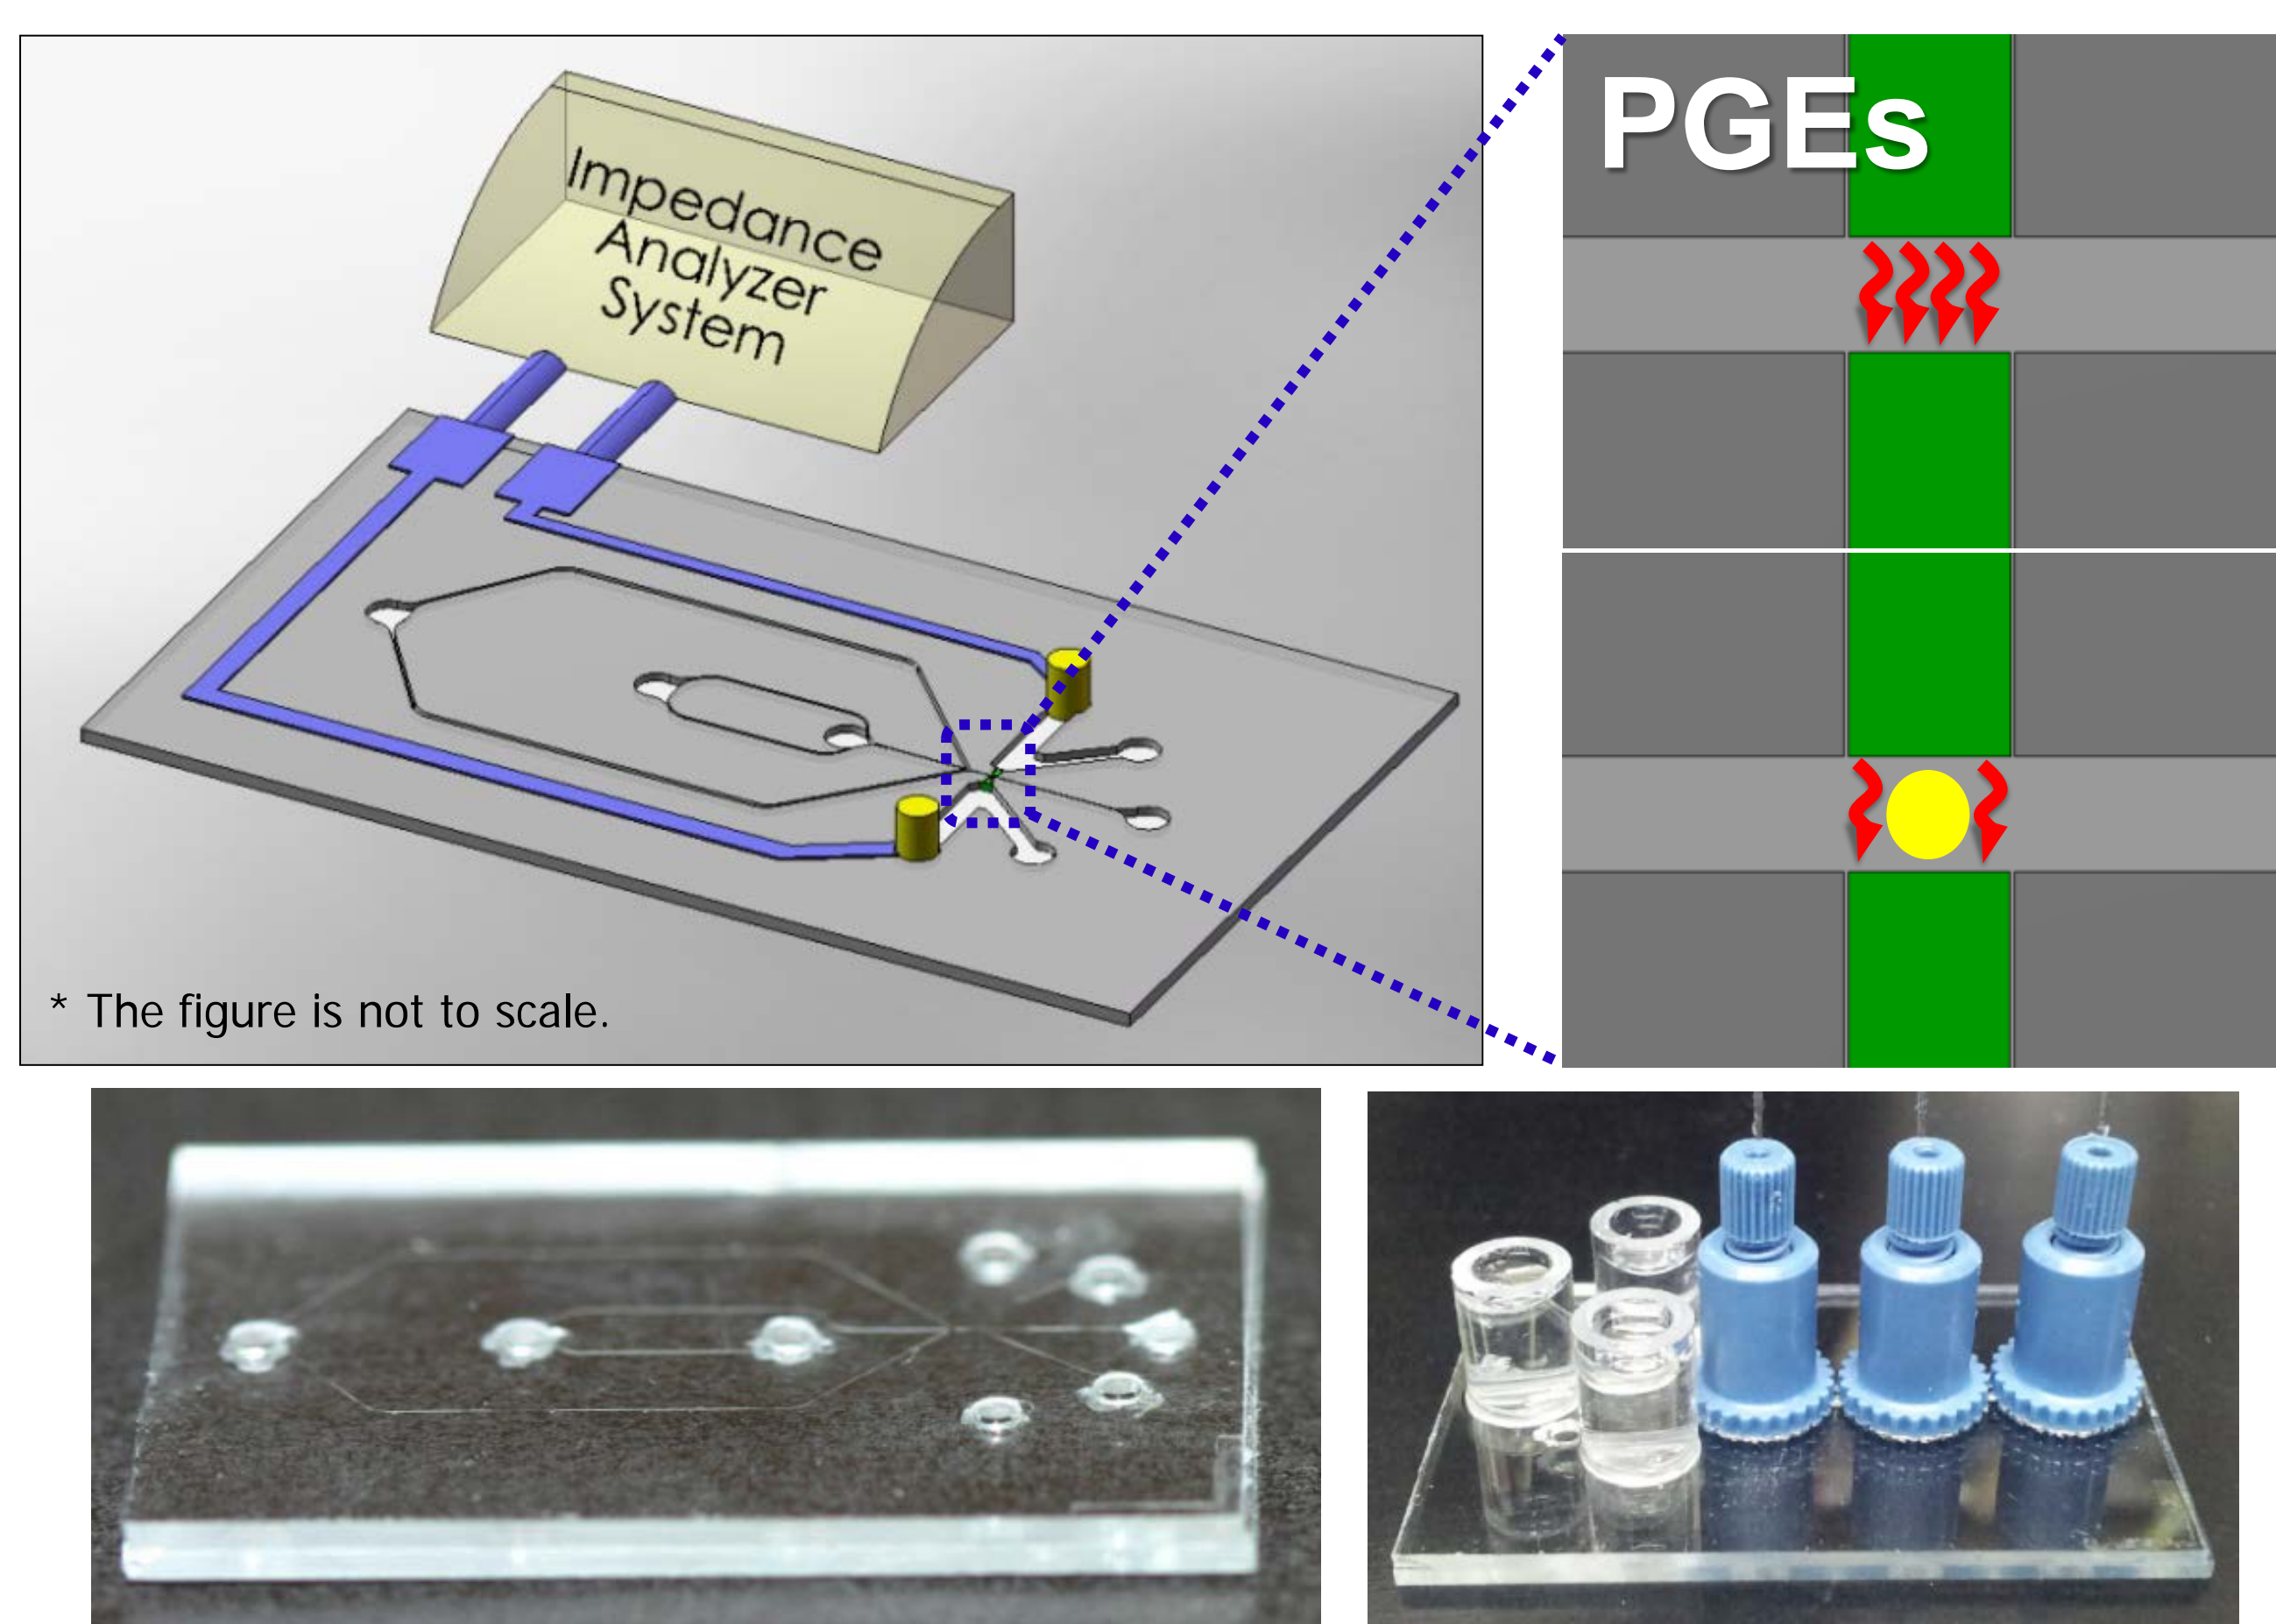 Impedance
Analyzer
System
* The figure is not to scale.
PGEs